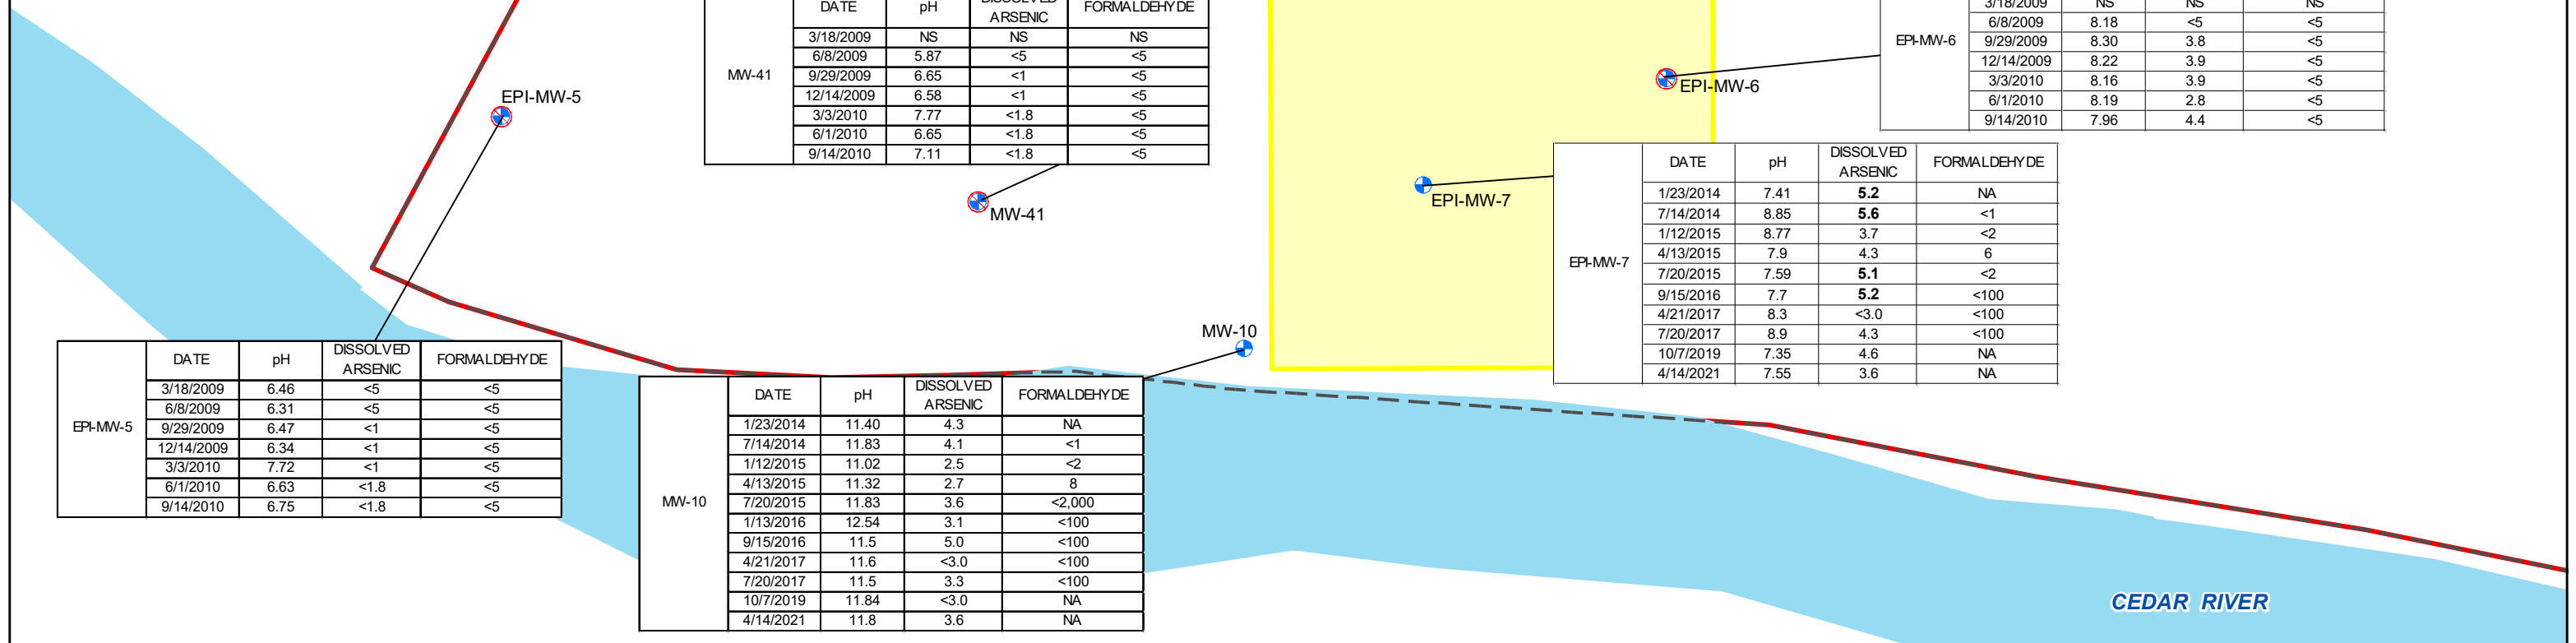 DATE pH DISSOLVED ARSENIC FORMALDEHYDE
MW-41
3/18/2009 NS NS NS
6/8/2009 5.87 <5 <5
9/29/2009 6.65 <1 <5
12/14/2009 6.58 <1 <5
3/3/2010 7.77 <1.8 <5
6/1/2010 6.65 <1.8 <5
9/14/2010 7.11 <1.8 <5
EPI-MW-6
3/18/2009 NS NS NS
6/8/2009 8.18 <5 <5
9/29/2009 8.30 3.8 <5
12/14/2009 8.22 3.9 <5
3/3/2010 8.16 3.9 <5
6/1/2010 8.19 2.8 <5
9/14/2010 7.96 4.4 <5
EPI-MW-5
EPI-MW-6
MW-41
EPI-MW-7
DATE pH DISSOLVED ARSENIC FORMALDEHYDE
EPI-MW-7
1/23/2014 7.41 5.2 NA
7/14/2014 8.85 5.6 <1
1/12/2015 8.77 3.7 <2
4/13/2015 7.9 4.3 6
7/20/2015 7.59 5.1 <2
9/15/2016 7.7 5.2 <100
4/21/2017 8.3 <3.0 <100
7/20/2017 8.9 4.3 <100
10/7/2019 7.35 4.6 NA
4/14/2021 7.55 3.6 NA
MW-10
DATE pH DISSOLVED ARSENIC FORMALDEHYDE
EPI-MW-5
3/18/2009 6.46 <5 <5
6/8/2009 6.31 <5 <5
9/29/2009 6.47 <1 <5
12/14/2009 6.34 <1 <5
3/3/2010 7.72 <1 <5
6/1/2010 6.63 <1.8 <5
9/14/2010 6.75 <1.8 <5
DATE pH DISSOLVED ARSENIC FORMALDEHYDE
MW-10
1/23/2014 11.40 4.3 NA
7/14/2014 11.83 4.1 <1
1/12/2015 11.02 2.5 <2
4/13/2015 11.32 2.7 8
7/20/2015 11.83 3.6 <2,000
1/13/2016 12.54 3.1 <100
9/15/2016 11.5 5.0 <100
4/21/2017 11.6 <3.0 <100
7/20/2017 11.5 3.3 <100
10/7/2019 11.84 <3.0 NA
4/14/2021 11.8 3.6 NA
CEDAR RIVER